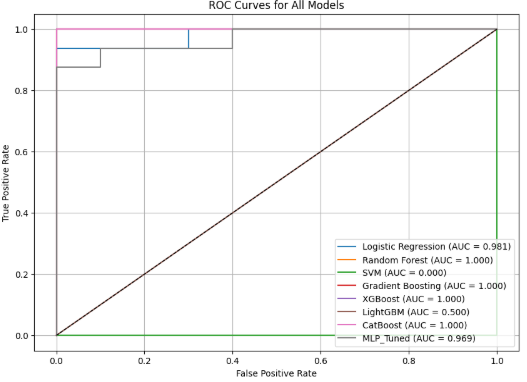 ROC Curves for All Models
True Positive Rate
1.0
0.8
0.6
0.4
0.2
0.0
Logistic Regression (AUC = 0.981)
Random Forest (AUC = 1.000)
SVM (AUC = 0.000)
Gradient Boosting (AUC = 1.000)
XGBoost (AUC = 1.000)
LightGBM (AUC = 0.500)
CatBoost (AUC = 1.000)
MLP_Tuned (AUC = 0.969)
0.0 0.2 0.4 0.6 0.8 1.0
False Positive Rate